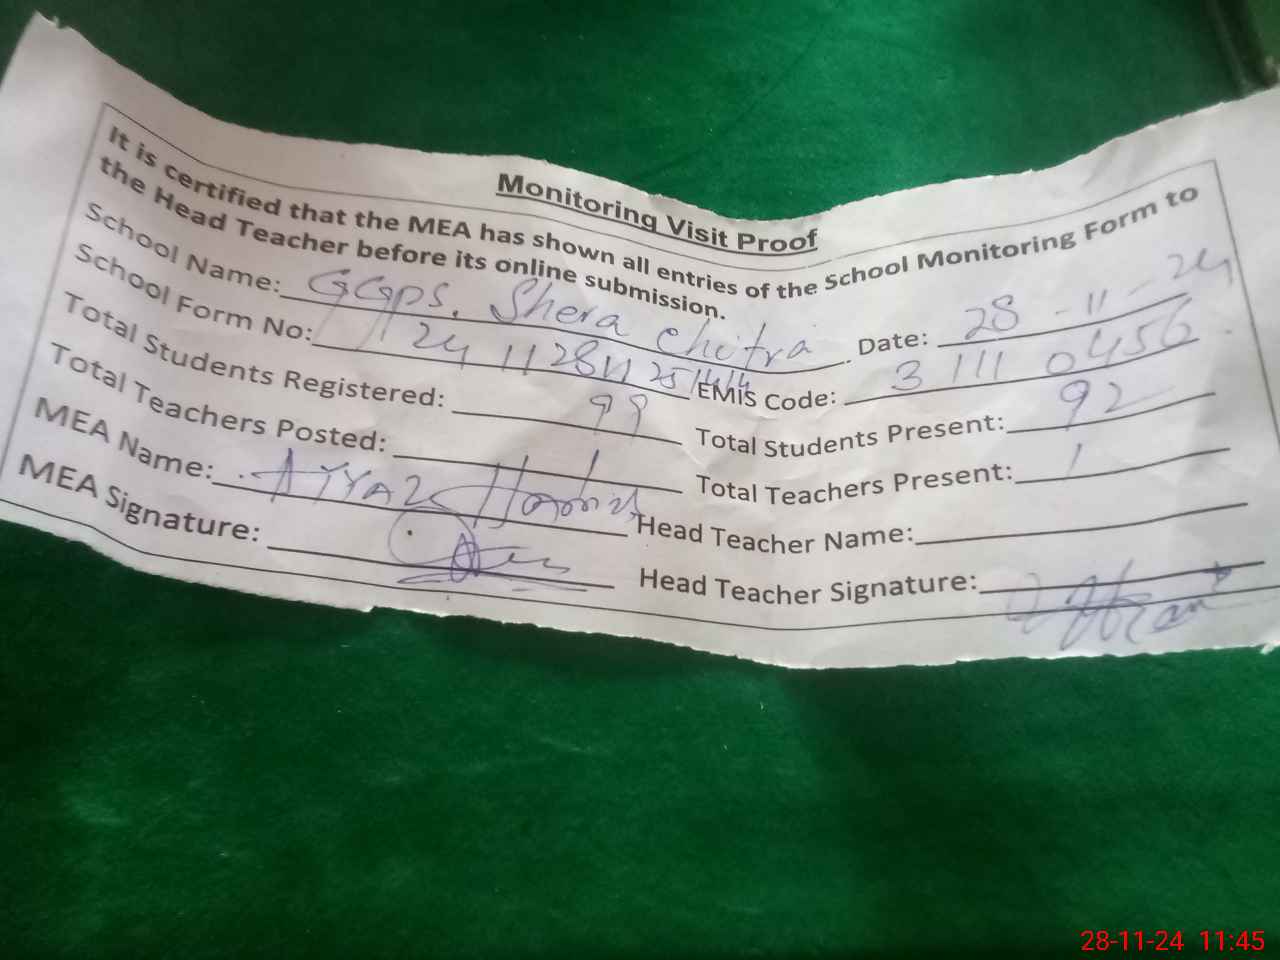 Monitoring Visit Proof
It is certified that the MEA has shown all entries of the School Monitoring Form to
the Head Teacher before its online submission.
School Name: GGPS. Shera Chitra Date: 28-11-24
School Form No: EMIS Code: 31110456
Total Students Registered: 99 Total Students Present: 92
Total Teachers Posted: 1 Total Teachers Present: 1
MEA Name: Head Teacher Name:
MEA Signature: Head Teacher Signature:
28-11-24 11:45